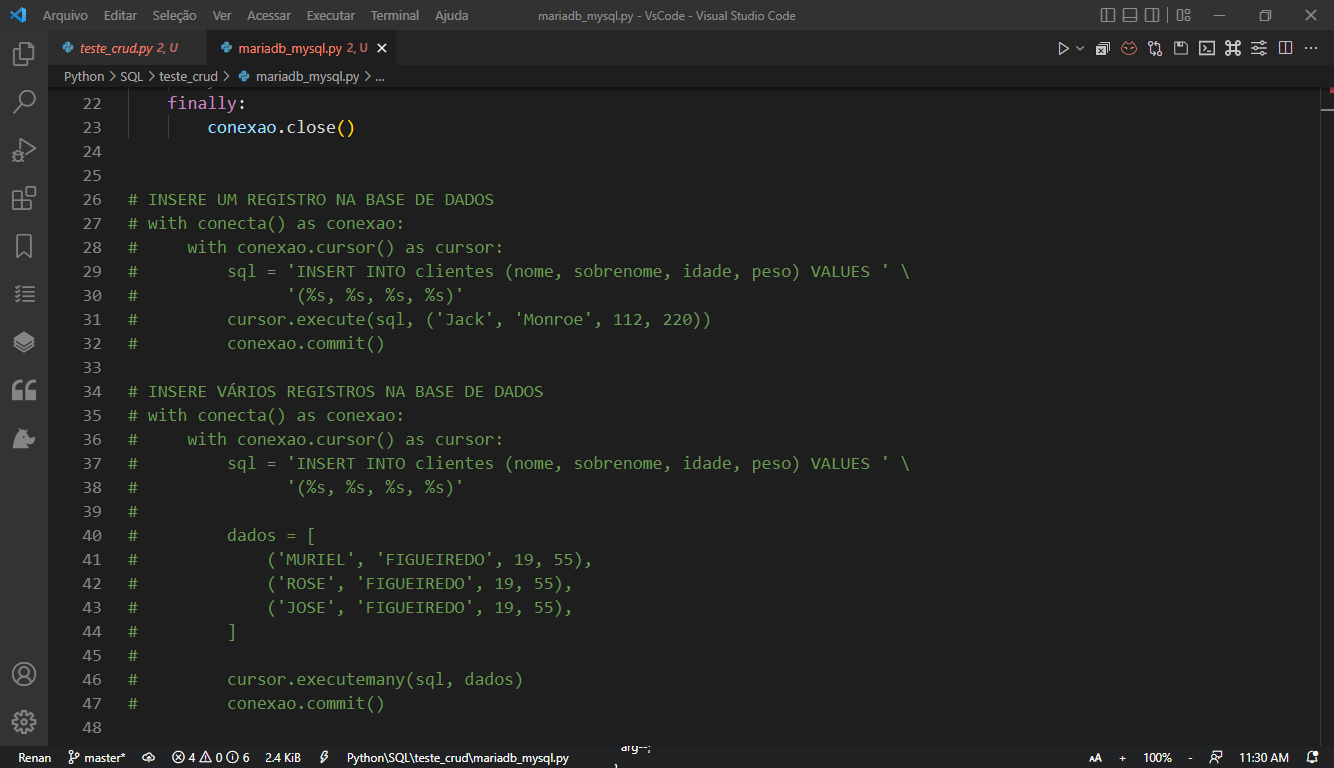 Arquivo Editar Seleção Ver Acessar Executar Terminal Ajuda mariadb_mysql.py - VsCode - Visual Studio Code
teste_crud.py 2, U mariadb_mysql.py 2, U
Python > SQL > teste_crud > mariadb_mysql.py > ...
22 finally:
23 conexao.close()
24
25
26 # INSERE UM REGISTRO NA BASE DE DADOS
27 # with conecta() as conexao:
28 #     with conexao.cursor() as cursor:
29 #         sql = 'INSERT INTO clientes (nome, sobrenome, idade, peso) VALUES ' \
30 #               '(%s, %s, %s, %s)'
31 #         cursor.execute(sql, ('Jack', 'Monroe', 112, 220))
32 #         conexao.commit()
33
34 # INSERE VÁRIOS REGISTROS NA BASE DE DADOS
35 # with conecta() as conexao:
36 #     with conexao.cursor() as cursor:
37 #         sql = 'INSERT INTO clientes (nome, sobrenome, idade, peso) VALUES ' \
38 #               '(%s, %s, %s, %s)'
39 #
40 #         dados = [
41 #             ('MURIEL', 'FIGUEIREDO', 19, 55),
42 #             ('ROSE', 'FIGUEIREDO', 19, 55),
43 #             ('JOSE', 'FIGUEIREDO', 19, 55),
44 #         ]
45 #
46 #         cursor.executemany(sql, dados)
47 #         conexao.commit()
48
Renan master* 4 0 6 2.4 KiB Python\SQL\teste_crud\mariadb_mysql.py arg--; AA + 100% - 11:30 AM